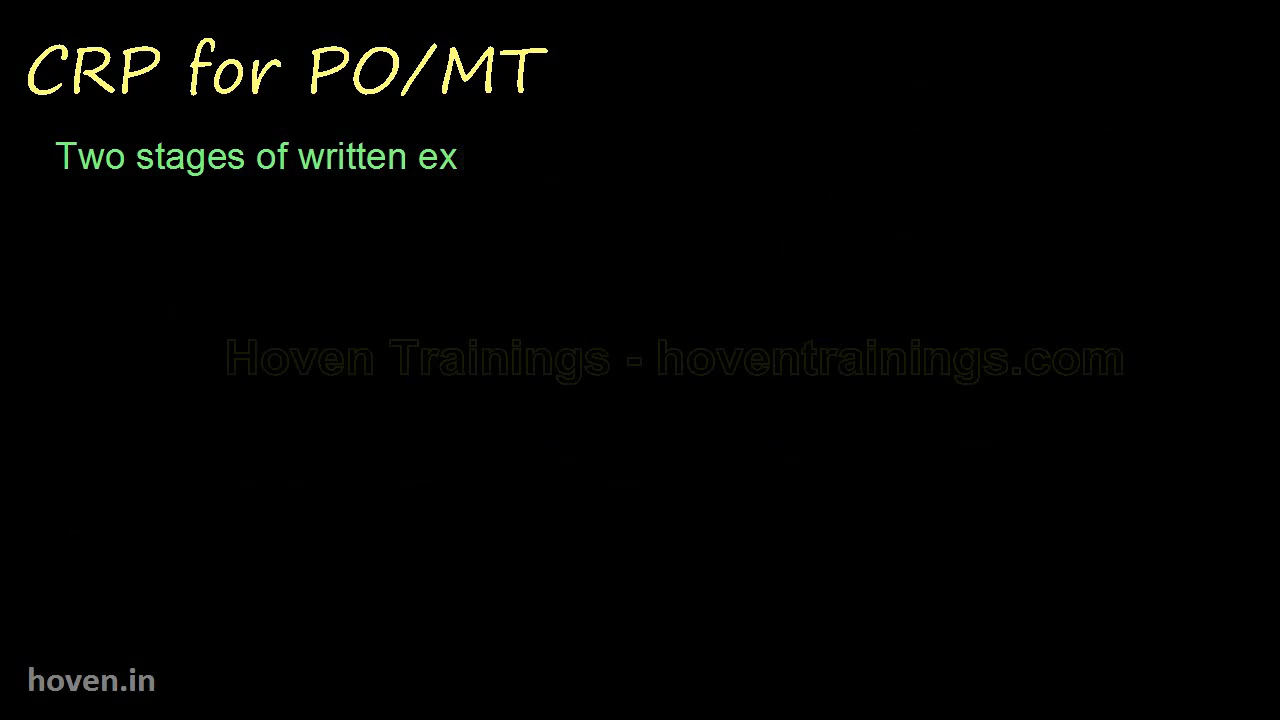 CRP for PO/MT
Two stages of written ex
Hoven Trainings - hoventrainings.com
hoven.in